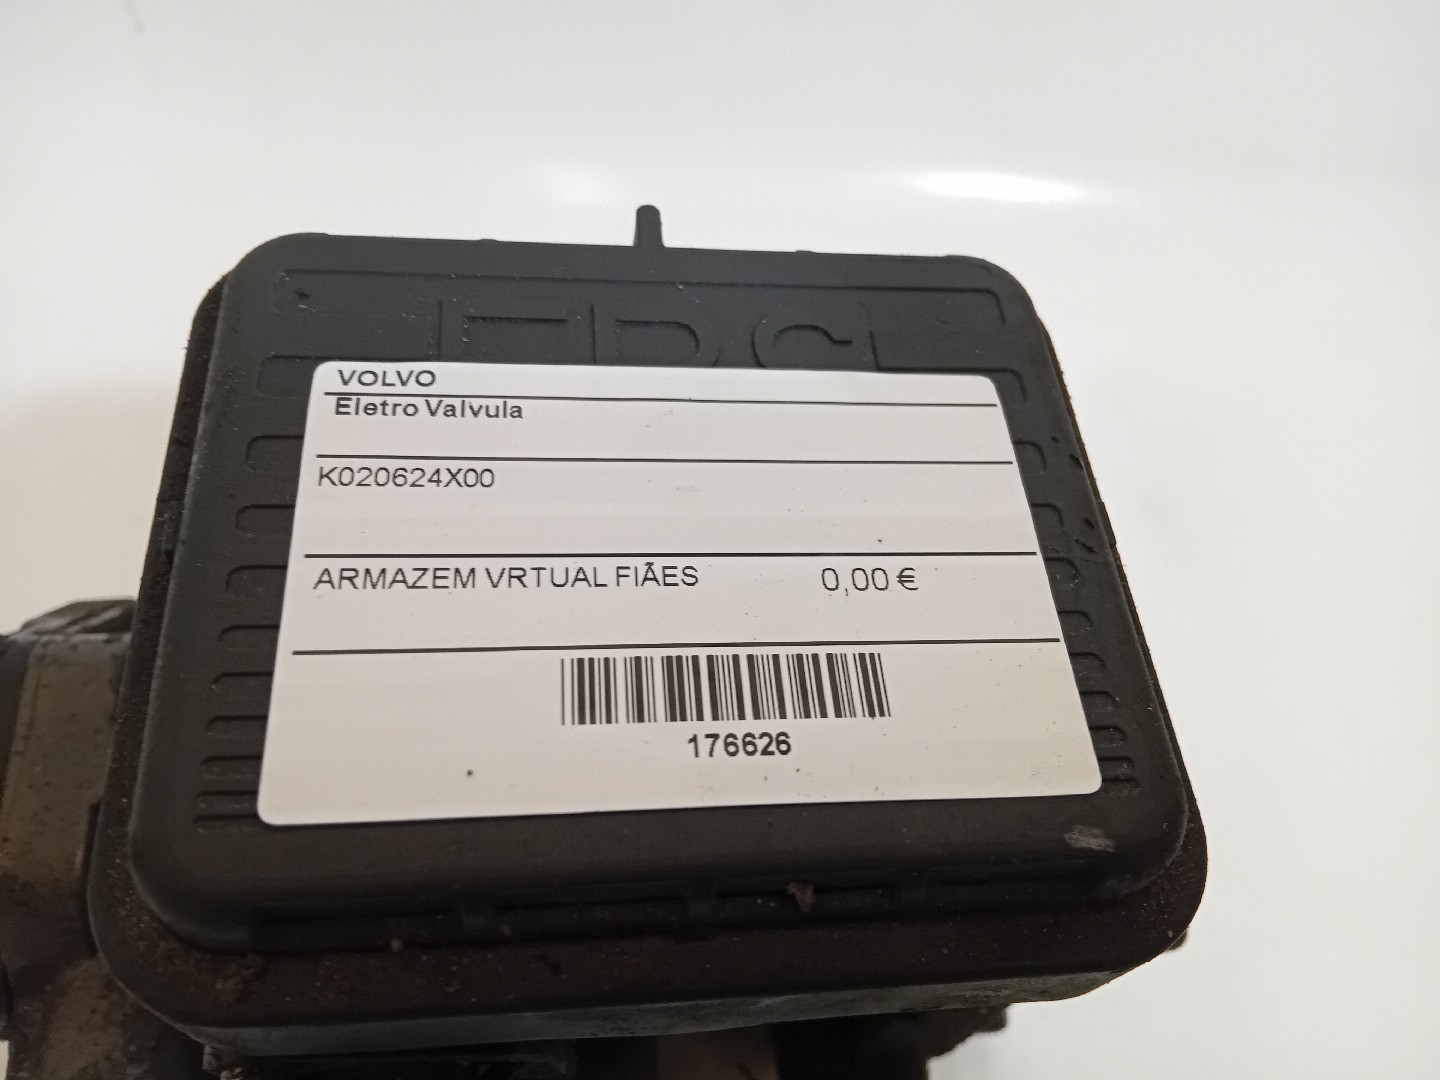 VOLVO
Eletro Valvula
K020624X00
ARMAZEM VRTUAL FIÃES 0,00 €
176626